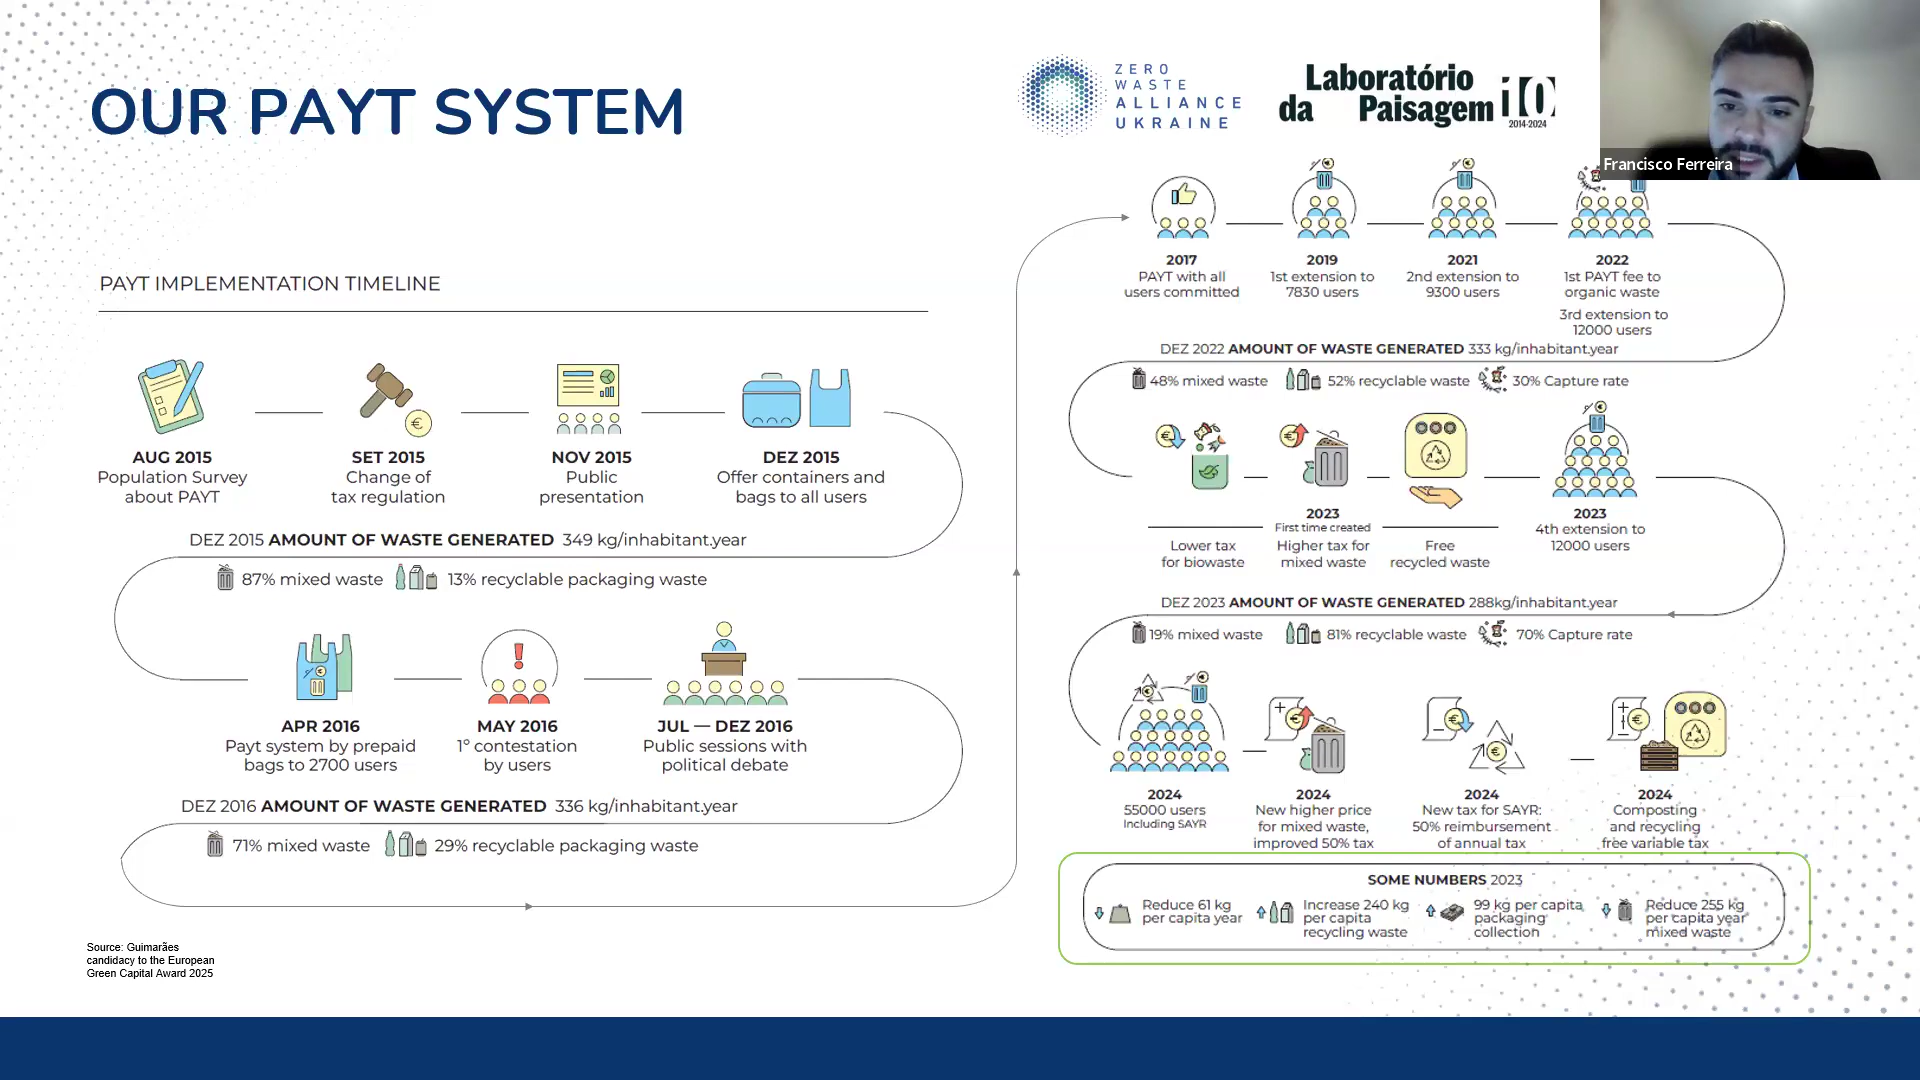 OUR PAYT SYSTEM
ZERO
WASTE
ALLIANCE
UKRAINE
Laboratório
da Paisagem
2014-2024
Francisco Ferreira
PAYT IMPLEMENTATION TIMELINE
AUG 2015
Population Survey
about PAYT
SET 2015
Change of
tax regulation
NOV 2015
Public
presentation
DEZ 2015
Offer containers and
bags to all users
DEZ 2015 AMOUNT OF WASTE GENERATED 349 kg/inhabitant.year
87% mixed waste
13% recyclable packaging waste
APR 2016
Payt system by prepaid
bags to 2700 users
MAY 2016
1º contestation
by users
JUL — DEZ 2016
Public sessions with
political debate
DEZ 2016 AMOUNT OF WASTE GENERATED 336 kg/inhabitant.year
71% mixed waste
29% recyclable packaging waste
2017
PAYT with all
users committed
2019
1st extension to
7830 users
2021
2nd extension to
9300 users
2022
1st PAYT fee to
organic waste
3rd extension to
12000 users
DEZ 2022 AMOUNT OF WASTE GENERATED 333 kg/inhabitant.year
48% mixed waste
52% recyclable waste
30% Capture rate
2023
First time created
Lower tax
for biowaste
Higher tax for
mixed waste
Free
recycled waste
2023
4th extension to
12000 users
DEZ 2023 AMOUNT OF WASTE GENERATED 288kg/inhabitant.year
19% mixed waste
81% recyclable waste
70% Capture rate
2024
55000 users
Including SAYR
2024
New higher price
for mixed waste,
improved 50% tax
2024
New tax for SAYR:
50% reimbursement
of annual tax
2024
Composting
and recycling
free variable tax
SOME NUMBERS 2023
Reduce 61 kg
per capita year
Increase 240 kg
per capita
recycling waste
99 kg per capita
packaging
collection
Reduce 255 kg
per capita year
mixed waste
Source: Guimarães
candidacy to the European
Green Capital Award 2025